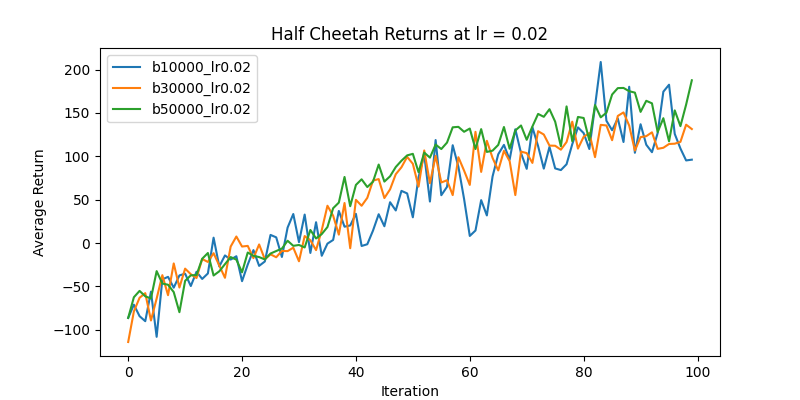 Half Cheetah Returns at lr = 0.02
b10000_lr0.02
b30000_lr0.02
b50000_lr0.02
200
150
100
50
0
−50
−100
Average Return
0 20 40 60 80 100
Iteration